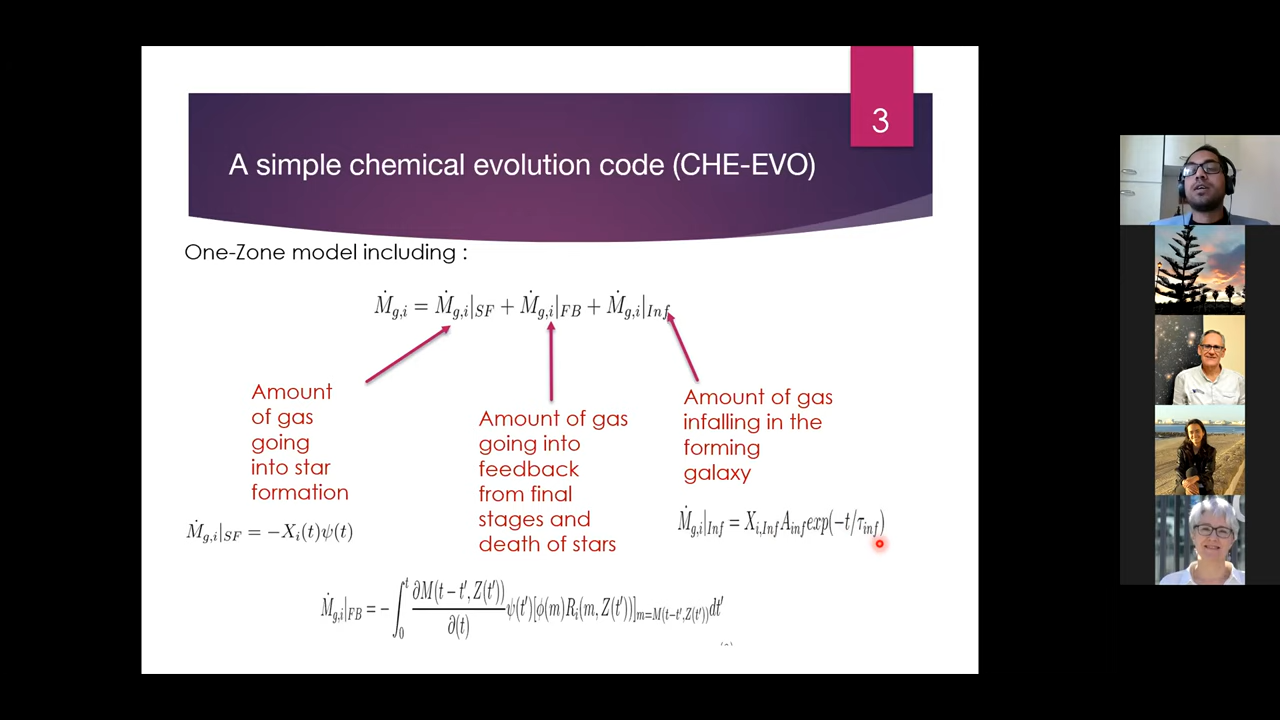 3
A simple chemical evolution code (CHE-EVO)
One-Zone model including :
Ṁ_{g,i} = Ṁ_{g,i}|_{SF} + Ṁ_{g,i}|_{FB} + Ṁ_{g,i}|_{Inf}
Amount
of gas
going
into star
formation
Ṁ_{g,i}|_{SF} = −X_i(t)ψ(t)
Amount of gas
going into
feedback
from final
stages and
death of stars
Amount of gas
infalling in the
forming
galaxy
Ṁ_{g,i}|_{Inf} = X_{i,Inf} A_{inf} exp(−t/τ_{inf})
Ṁ_{g,i}|_{FB} = − ∫_0^t ∂M(t − t′, Z(t′))/∂(t) ψ(t′)[ϕ(m)R_i(m, Z(t′))]_{m=M(t−t′,Z(t′))} dt′